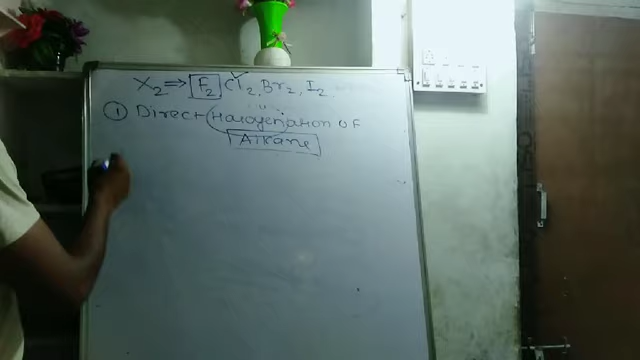 X₂ ⇒ F₂ Cl₂, Br₂, I₂
① Direct Halogenation OF
Alkane